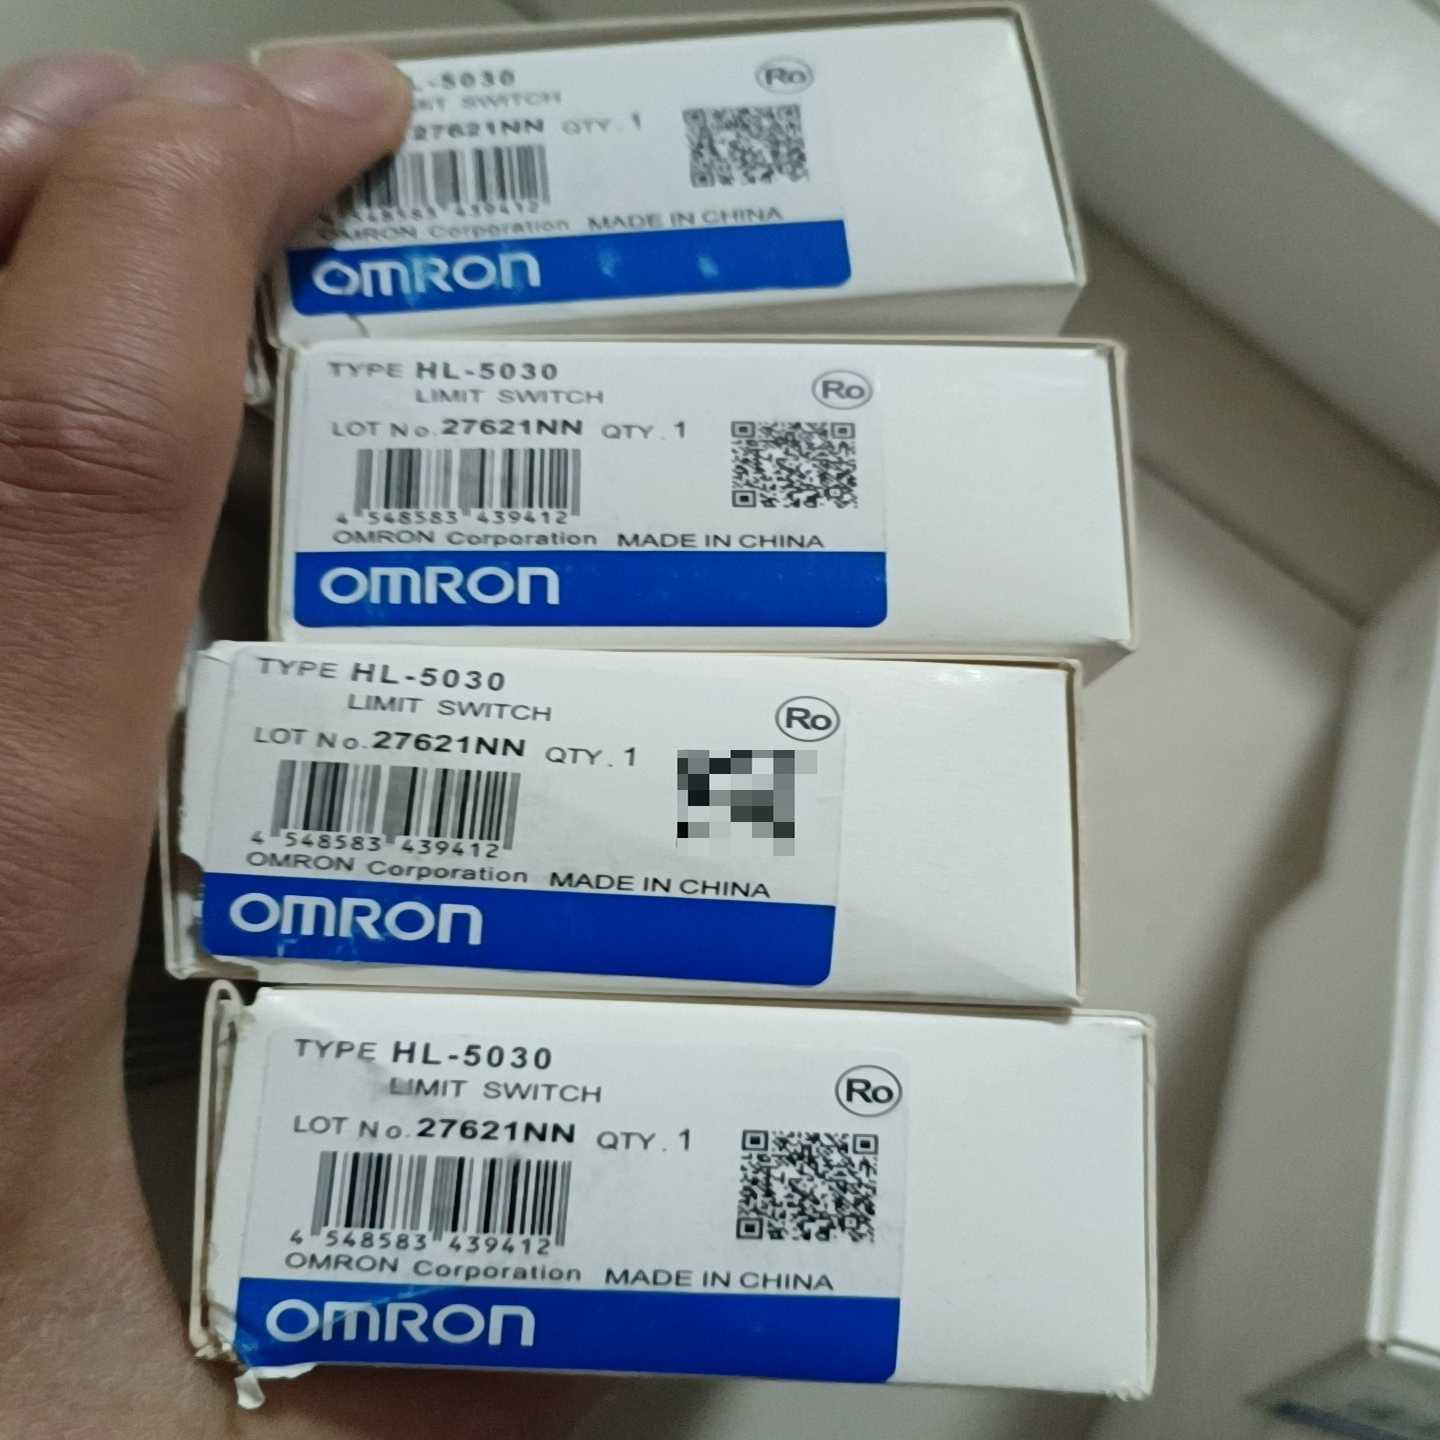 L-5030
SWITCH
27621NN QTY. 1
4 548583 439412
OMRON Corporation MADE IN CHINA
Ro
OMRON
TYPE HL-5030
LIMIT SWITCH
LOT No. 27621NN QTY. 1
4 548583 439412
OMRON Corporation MADE IN CHINA
Ro
OMRON
TYPE HL-5030
LIMIT SWITCH
LOT No. 27621NN QTY. 1
4 548583 439412
OMRON Corporation MADE IN CHINA
Ro
OMRON
TYPE HL-5030
LIMIT SWITCH
LOT No. 27621NN QTY. 1
4 548583 439412
OMRON Corporation MADE IN CHINA
Ro
OMRON